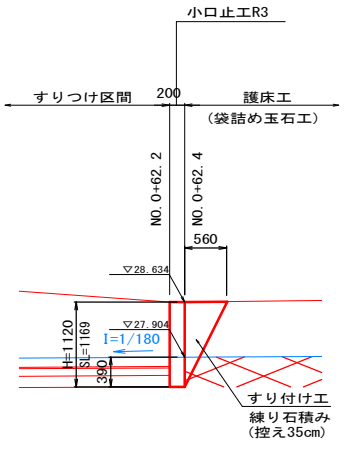 小口止工R3
すりつけ区間
200
護床工
(袋詰め玉石工)
NO.0+62.2
NO.0+62.4
560
▽28.634
▽27.904
I=1/180
H=1120
SL=1169
390
すり付け工
練り石積み
(控え35cm)